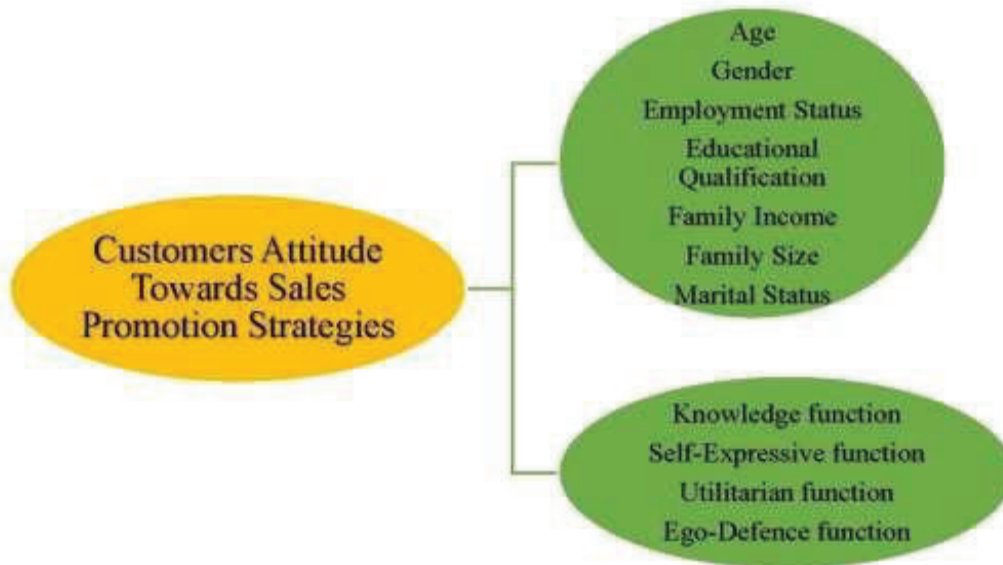 Customers Attitude
Towards Sales
Promotion Strategies
Age
Gender
Employment Status
Educational
Qualification
Family Income
Family Size
Marital Status
Knowledge function
Self-Expressive function
Utilitarian function
Ego-Defence function